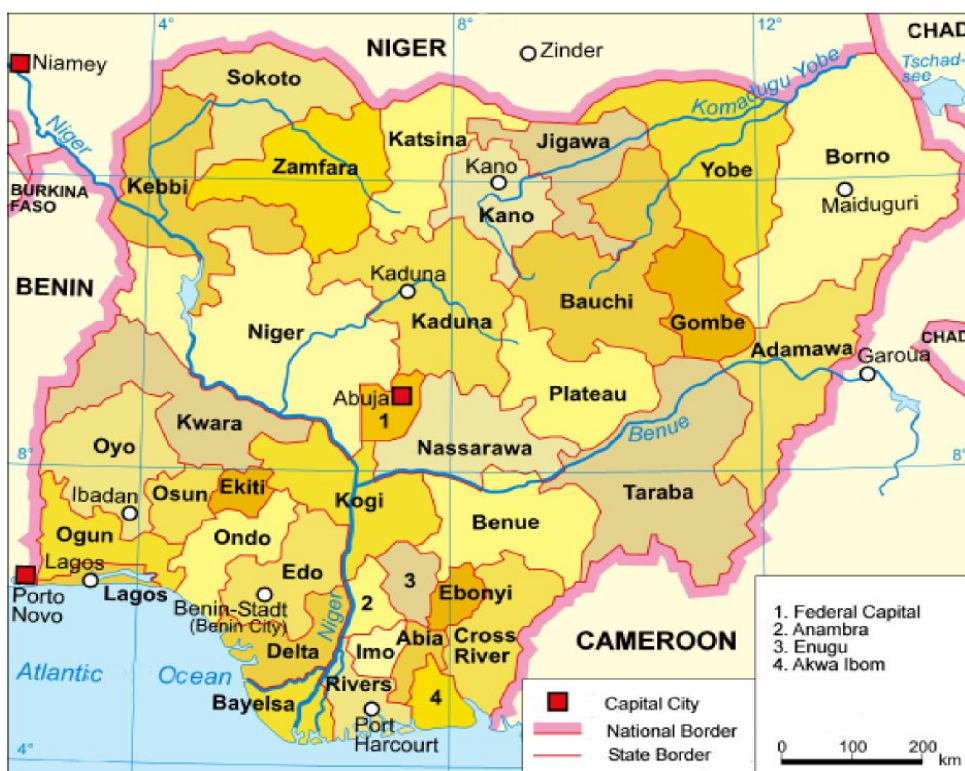 4°
8°
12°
NIGER
CHAD
Niamey
Zinder
Tschad-
see
Sokoto
Komadugu Yobe
Niger
Katsina
Jigawa
Zamfara
Kano
Yobe
Borno
Kebbi
BURKINA
FASO
Kano
Maiduguri
BENIN
Kaduna
Bauchi
Niger
Kaduna
Gombe
CHAD
Adamawa
Garoua
Abuja
1
Plateau
Kwara
Nassarawa
Benue
Oyo
8°
8°
Ibadan
Osun
Ekiti
Kogi
Taraba
Benue
Ogun
Ondo
Lagos
Edo
3
Ebonyi
Porto
Novo
Lagos
Benin-Stadt
(Benin City)
Niger
2
Abia
Cross
River
CAMEROON
Delta
Imo
Atlantic Ocean
Rivers
4
Bayelsa
Port
Harcourt
4°
1. Federal Capital
2. Anambra
3. Enugu
4. Akwa Ibom
Capital City
National Border
State Border
0 100 200
km